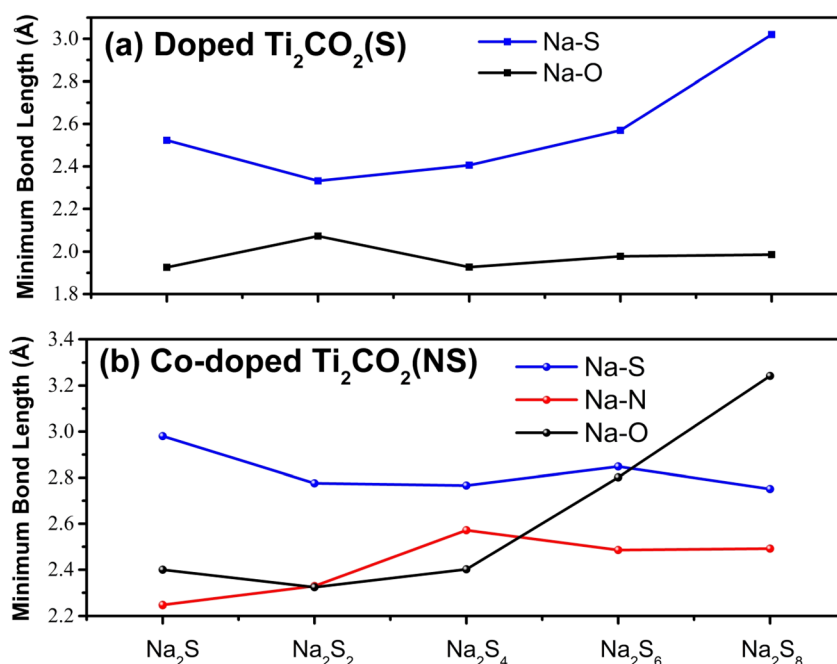 (a) Doped Ti₂CO₂(S)
Na-S
Na-O
Minimum Bond Length (Å)
3.0
2.8
2.6
2.4
2.2
2.0
1.8
(b) Co-doped Ti₂CO₂(NS)
Na-S
Na-N
Na-O
Minimum Bond Length (Å)
3.4
3.2
3.0
2.8
2.6
2.4
2.2
Na₂S Na₂S₂ Na₂S₄ Na₂S₆ Na₂S₈